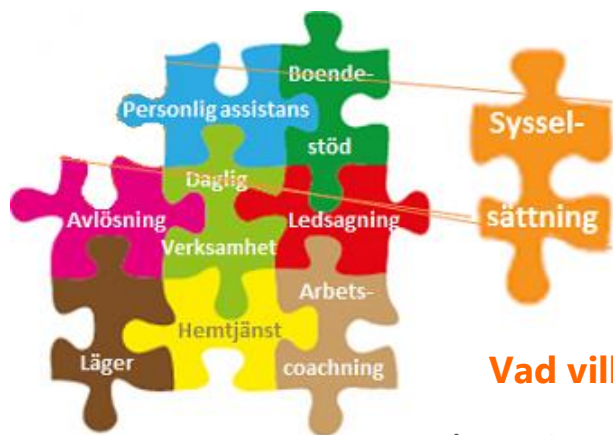 Boende-
stöd
Personlig assistans
Syssel-
sättning
Daglig
Verksamhet
Avlösning
Ledsagning
Arbets-
coachning
Hemtjänst
Läger
Vad vill